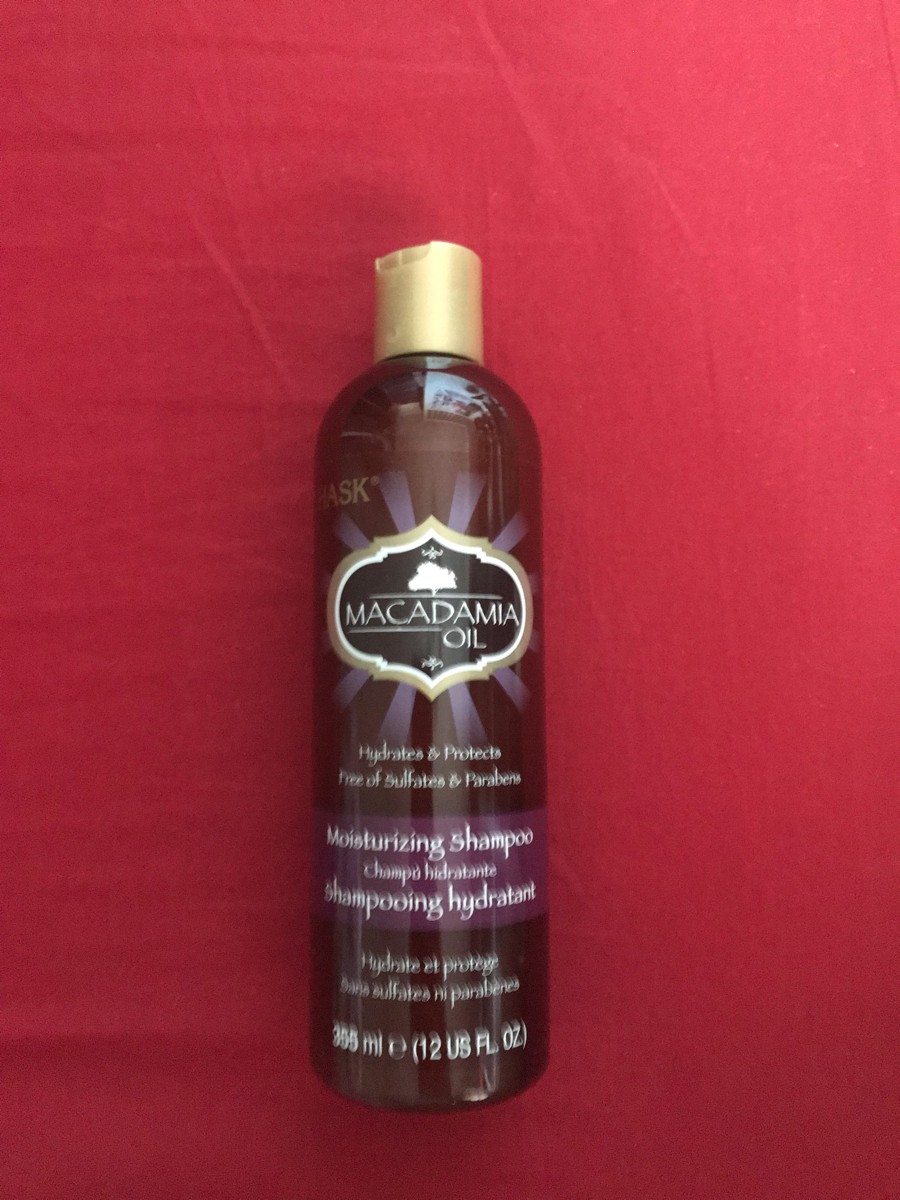 HASK®
MACADAMIA
OIL
Hydrates & Protects
Free of Sulfates & Parabens
Moisturizing Shampoo
Champú hidratante
Shampooing hydratant
Hydrate et protège
Sans sulfates ni parabènes
355 ml ℮ (12 US FL. OZ.)